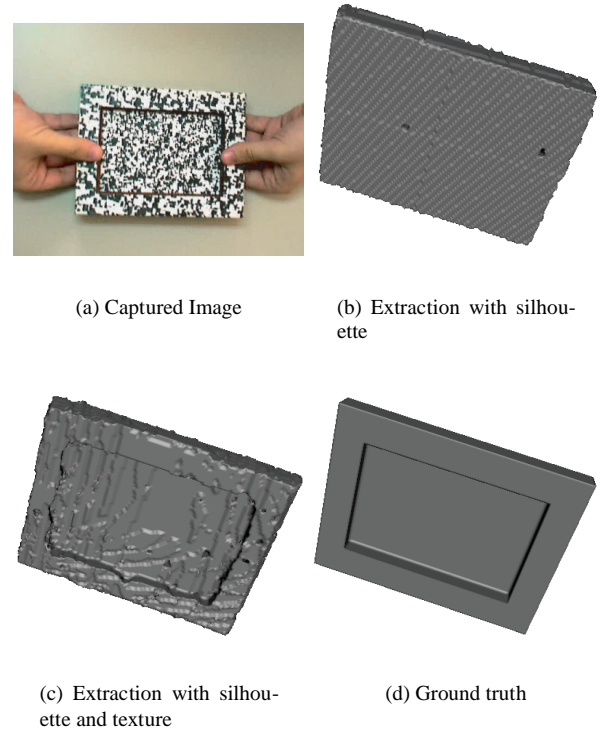 (a) Captured Image
(b) Extraction with silhou-
ette
(c) Extraction with silhou-
ette and texture
(d) Ground truth